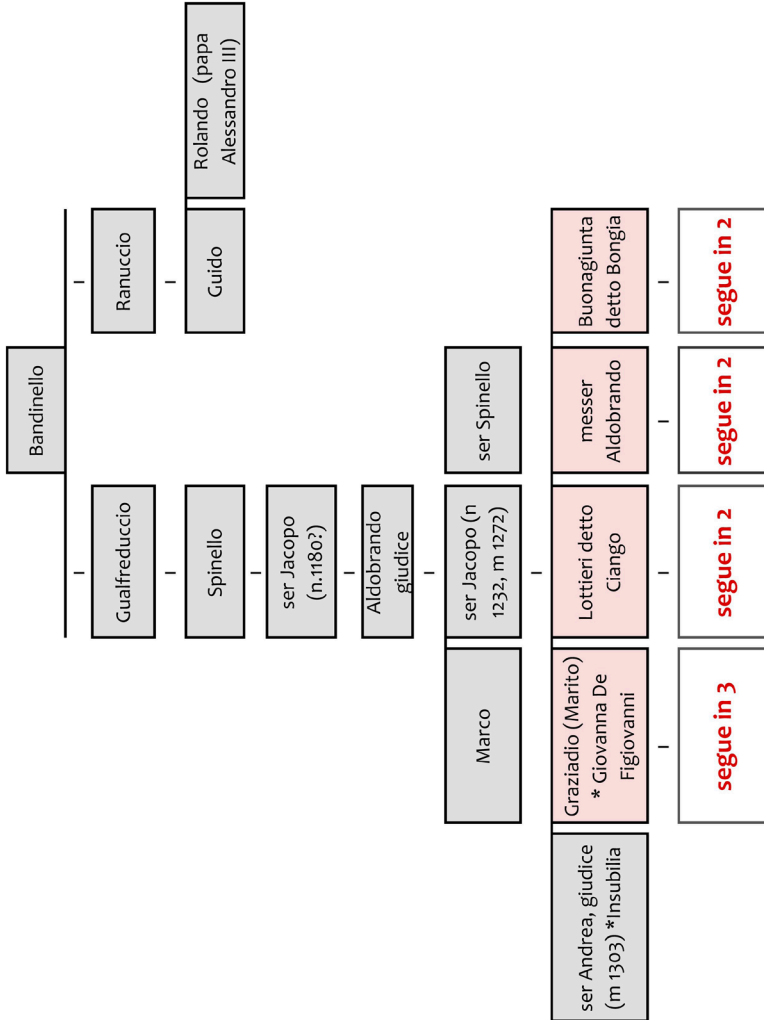 Bandinello
Gualfreduccio
Ranuccio
Spinello
Guido
Rolando (papa
Alessandro III)
ser Jacopo
(n.1180?)
Aldobrando
giudice
Marco
ser Jacopo (n
1232, m 1272)
ser Spinello
ser Andrea, giudice
(m 1303) *Insubilia
Graziadio (Marito)
* Giovanna De
Figiovanni
Lottieri detto
Ciango
messer
Aldobrando
Buonagiunta
detto Bongia
segue in 3
segue in 2
segue in 2
segue in 2